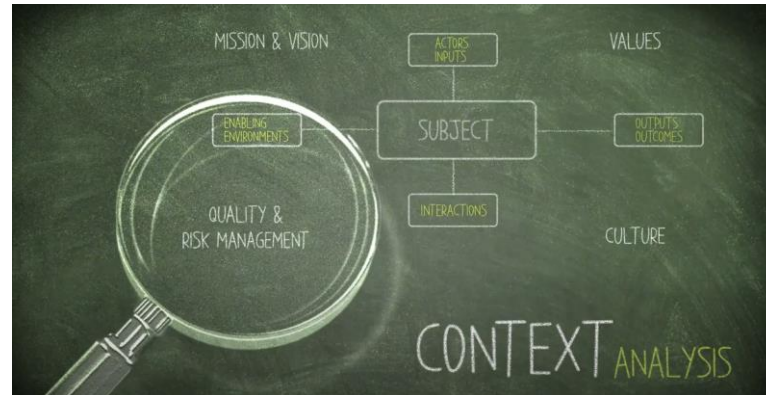 MISSION & VISION
ACTORS
INPUTS
VALUES
ENABLING
ENVIRONMENTS
SUBJECT
OUTPUTS
OUTCOMES
QUALITY &
RISK MANAGEMENT
INTERACTIONS
CULTURE
CONTEXT ANALYSIS